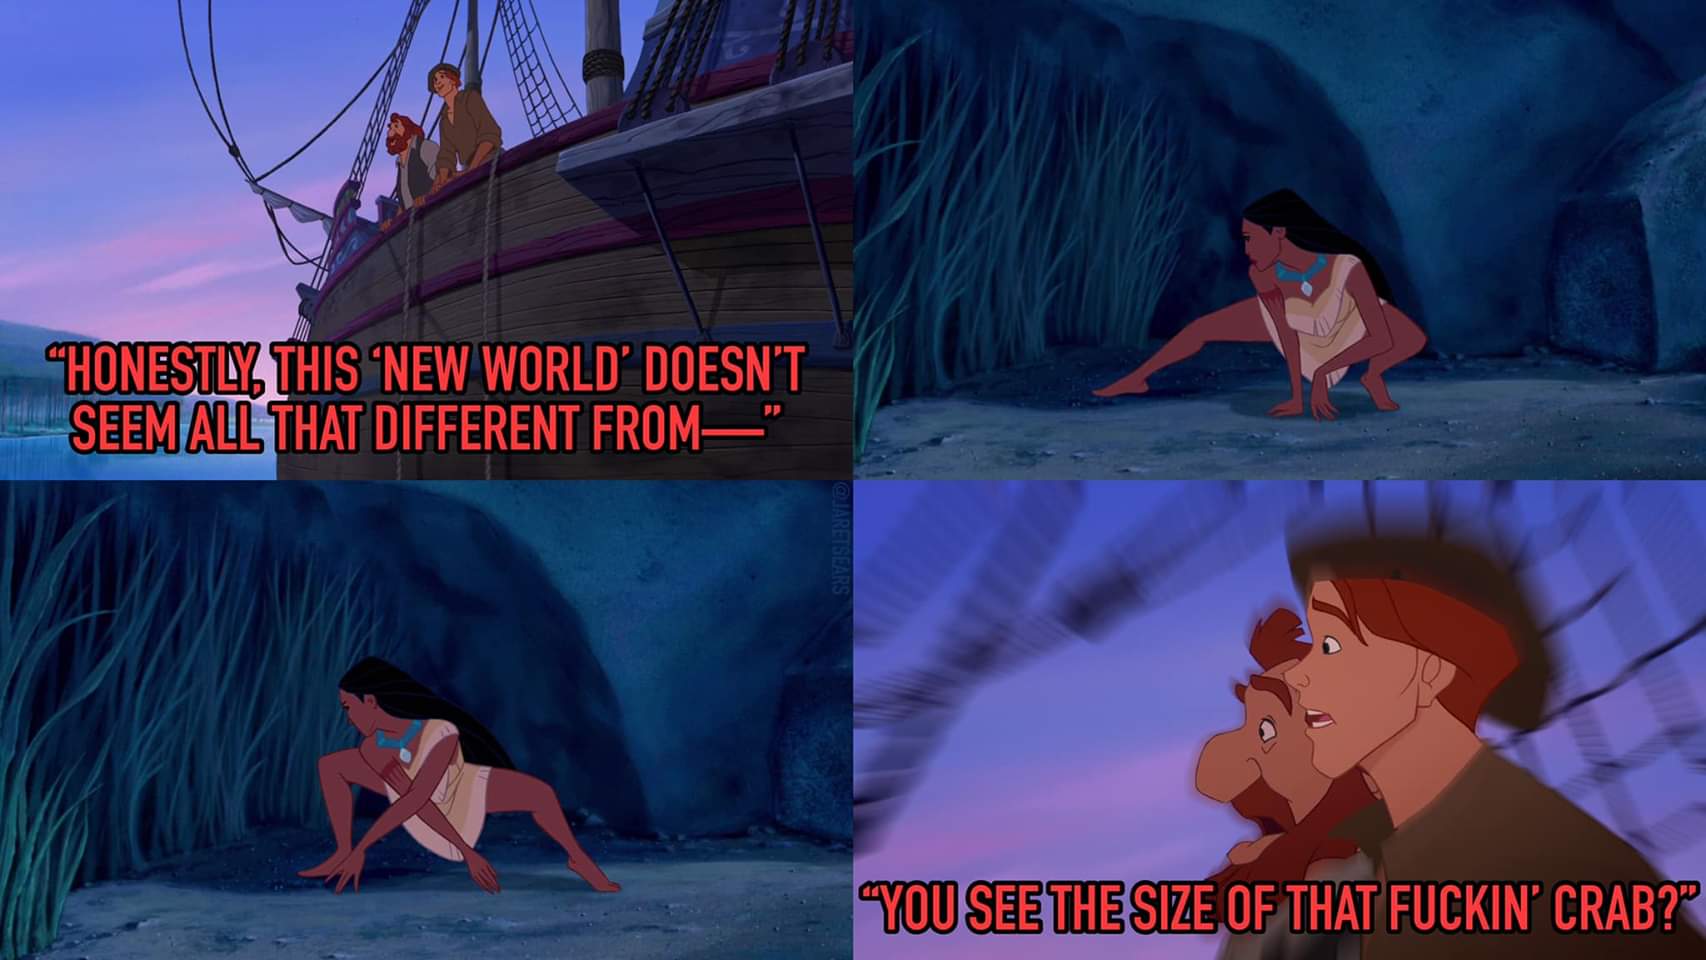 “HONESTLY, THIS ‘NEW WORLD’ DOESN’T
SEEM ALL THAT DIFFERENT FROM——”
@JARETSEARS
“YOU SEE THE SIZE OF THAT FUCKIN’ CRAB?”